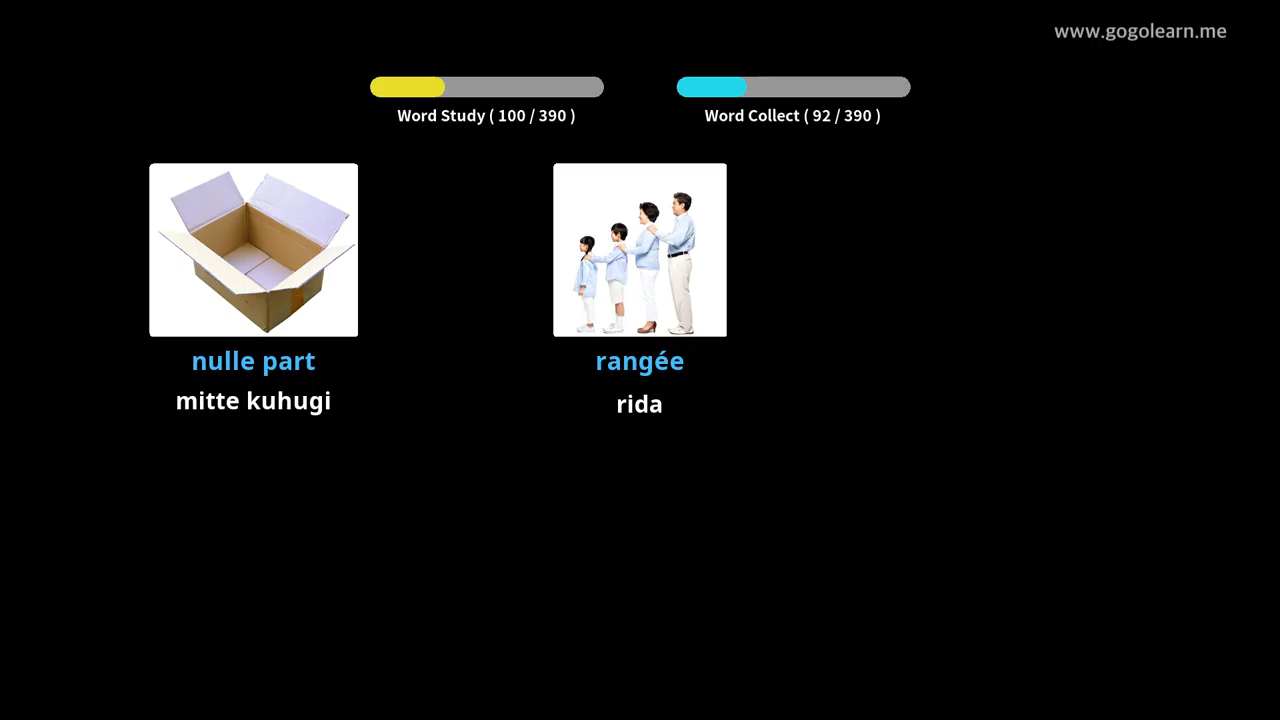 www.gogolearn.me
Word Study ( 100 / 390 )
Word Collect ( 92 / 390 )
nulle part
mitte kuhugi
rangée
rida